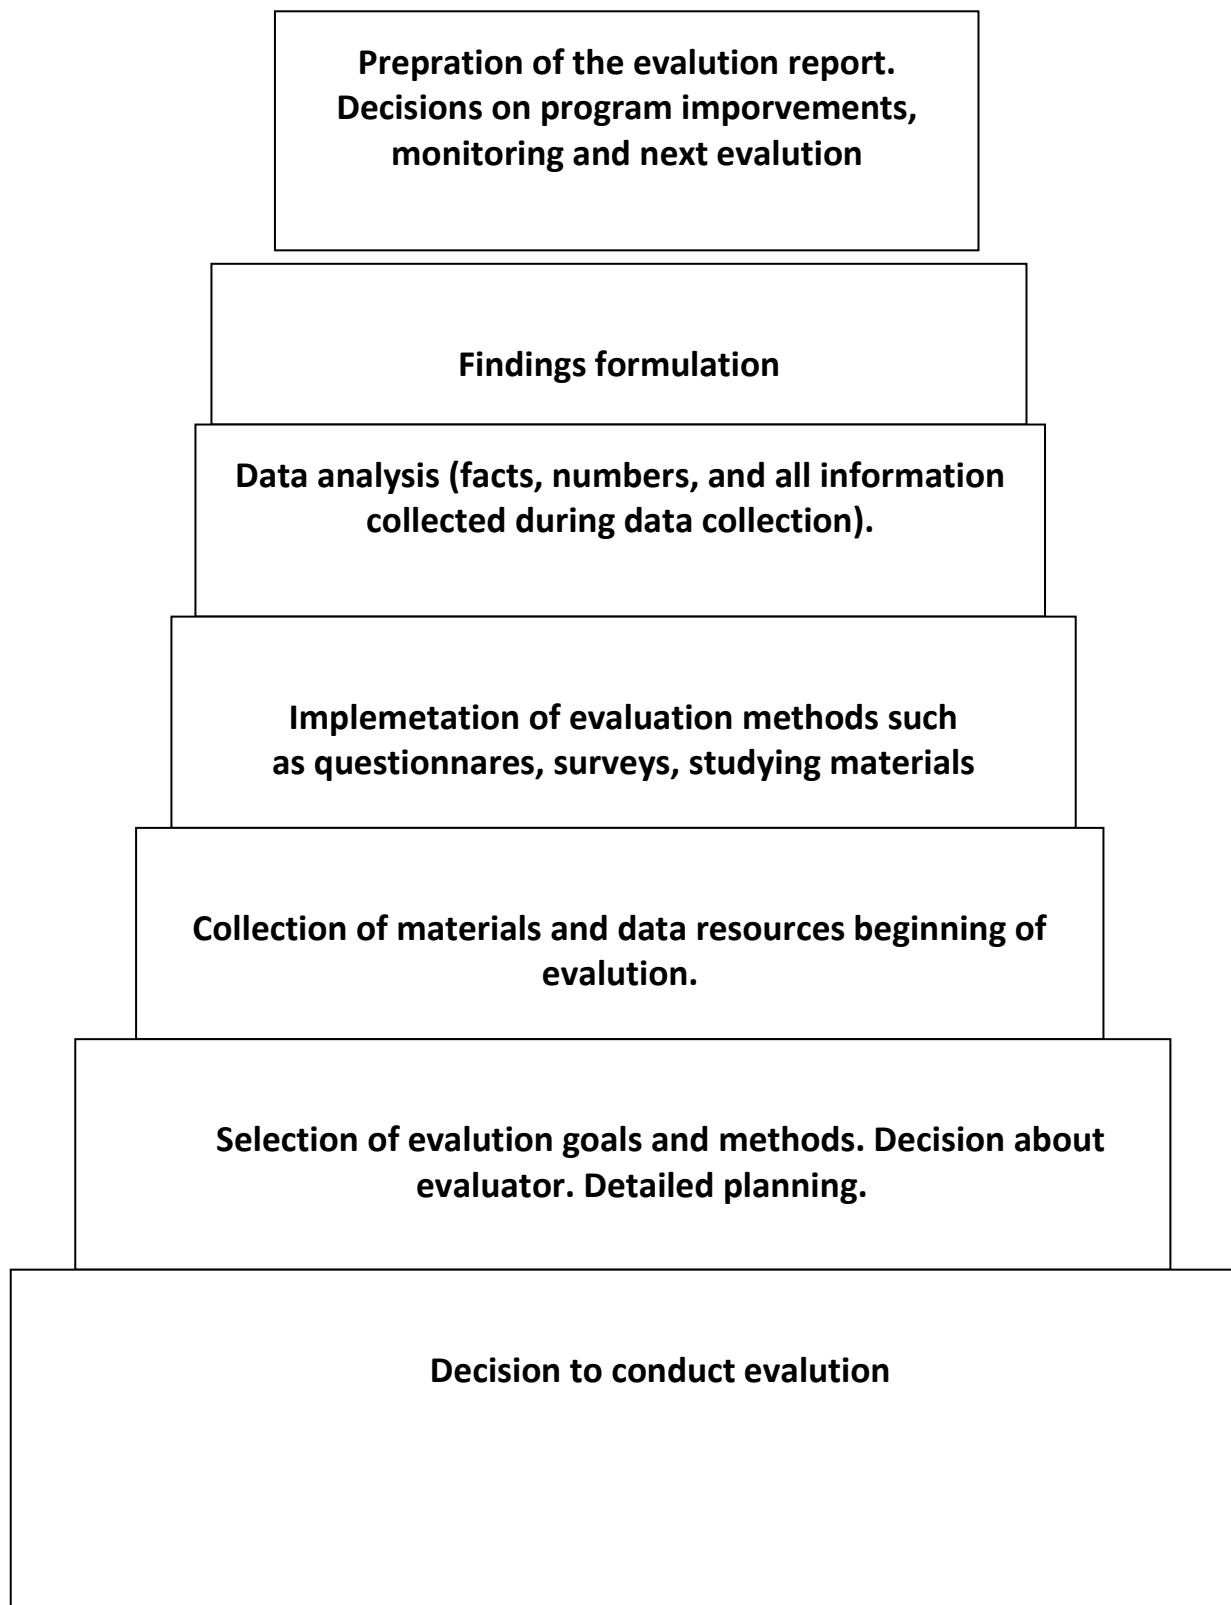 Prepration of the evalution report.
Decisions on program imporvements,
monitoring and next evalution
Findings formulation
Data analysis (facts, numbers, and all information
collected during data collection).
Implemetation of evaluation methods such
as questionnares, surveys, studying materials
Collection of materials and data resources beginning of
evalution.
Selection of evalution goals and methods. Decision about
evaluator. Detailed planning.
Decision to conduct evalution